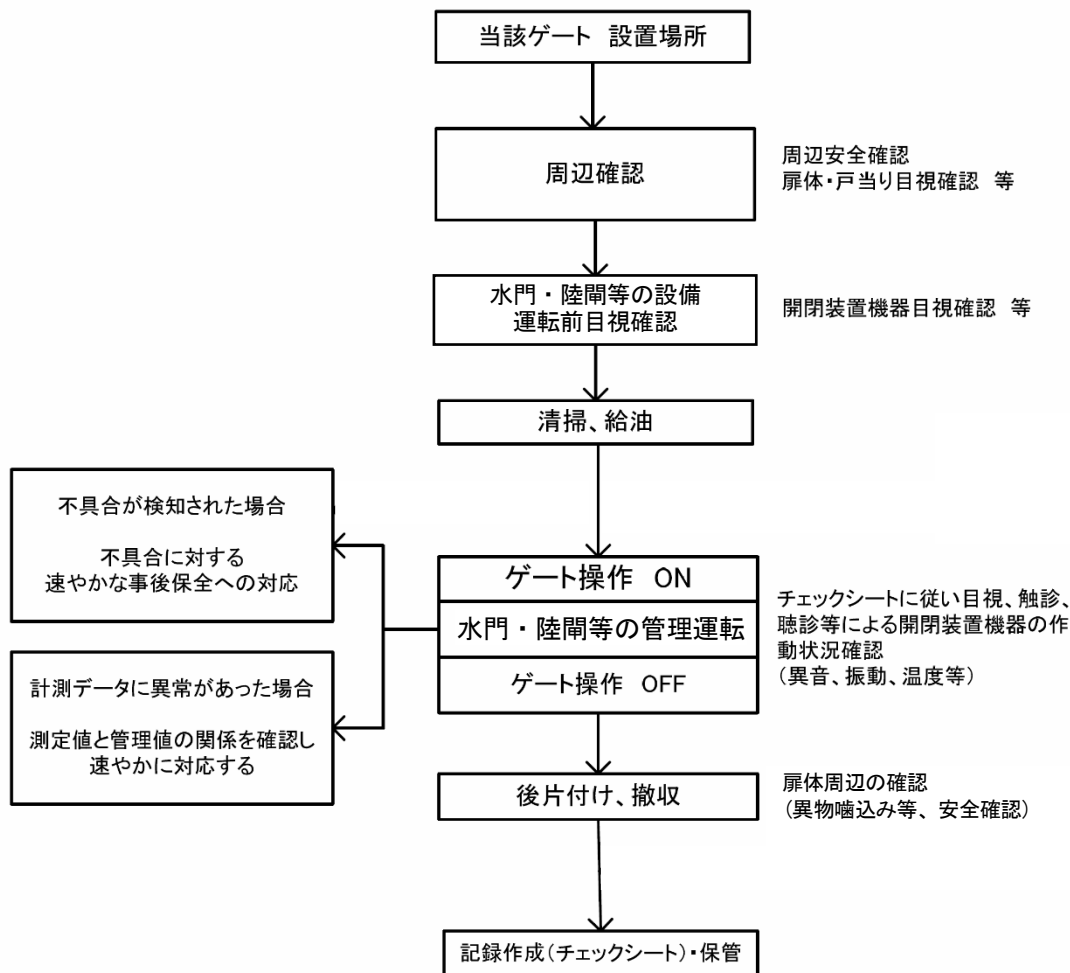 当該ゲート 設置場所
周辺確認
周辺安全確認
扉体・戸当り目視確認 等
水門・陸閘等の設備
運転前目視確認
開閉装置機器目視確認 等
清掃、給油
不具合が検知された場合
不具合に対する
速やかな事後保全への対応
計測データに異常があった場合
測定値と管理値の関係を確認し
速やかに対応する
ゲート操作 ON
水門・陸閘等の管理運転
ゲート操作 OFF
チェックシートに従い目視、触診、
聴診等による開閉装置機器の作
動状況確認
(異音、振動、温度等)
後片付け、撤収
扉体周辺の確認
(異物噛込み等、安全確認)
記録作成(チェックシート)・保管